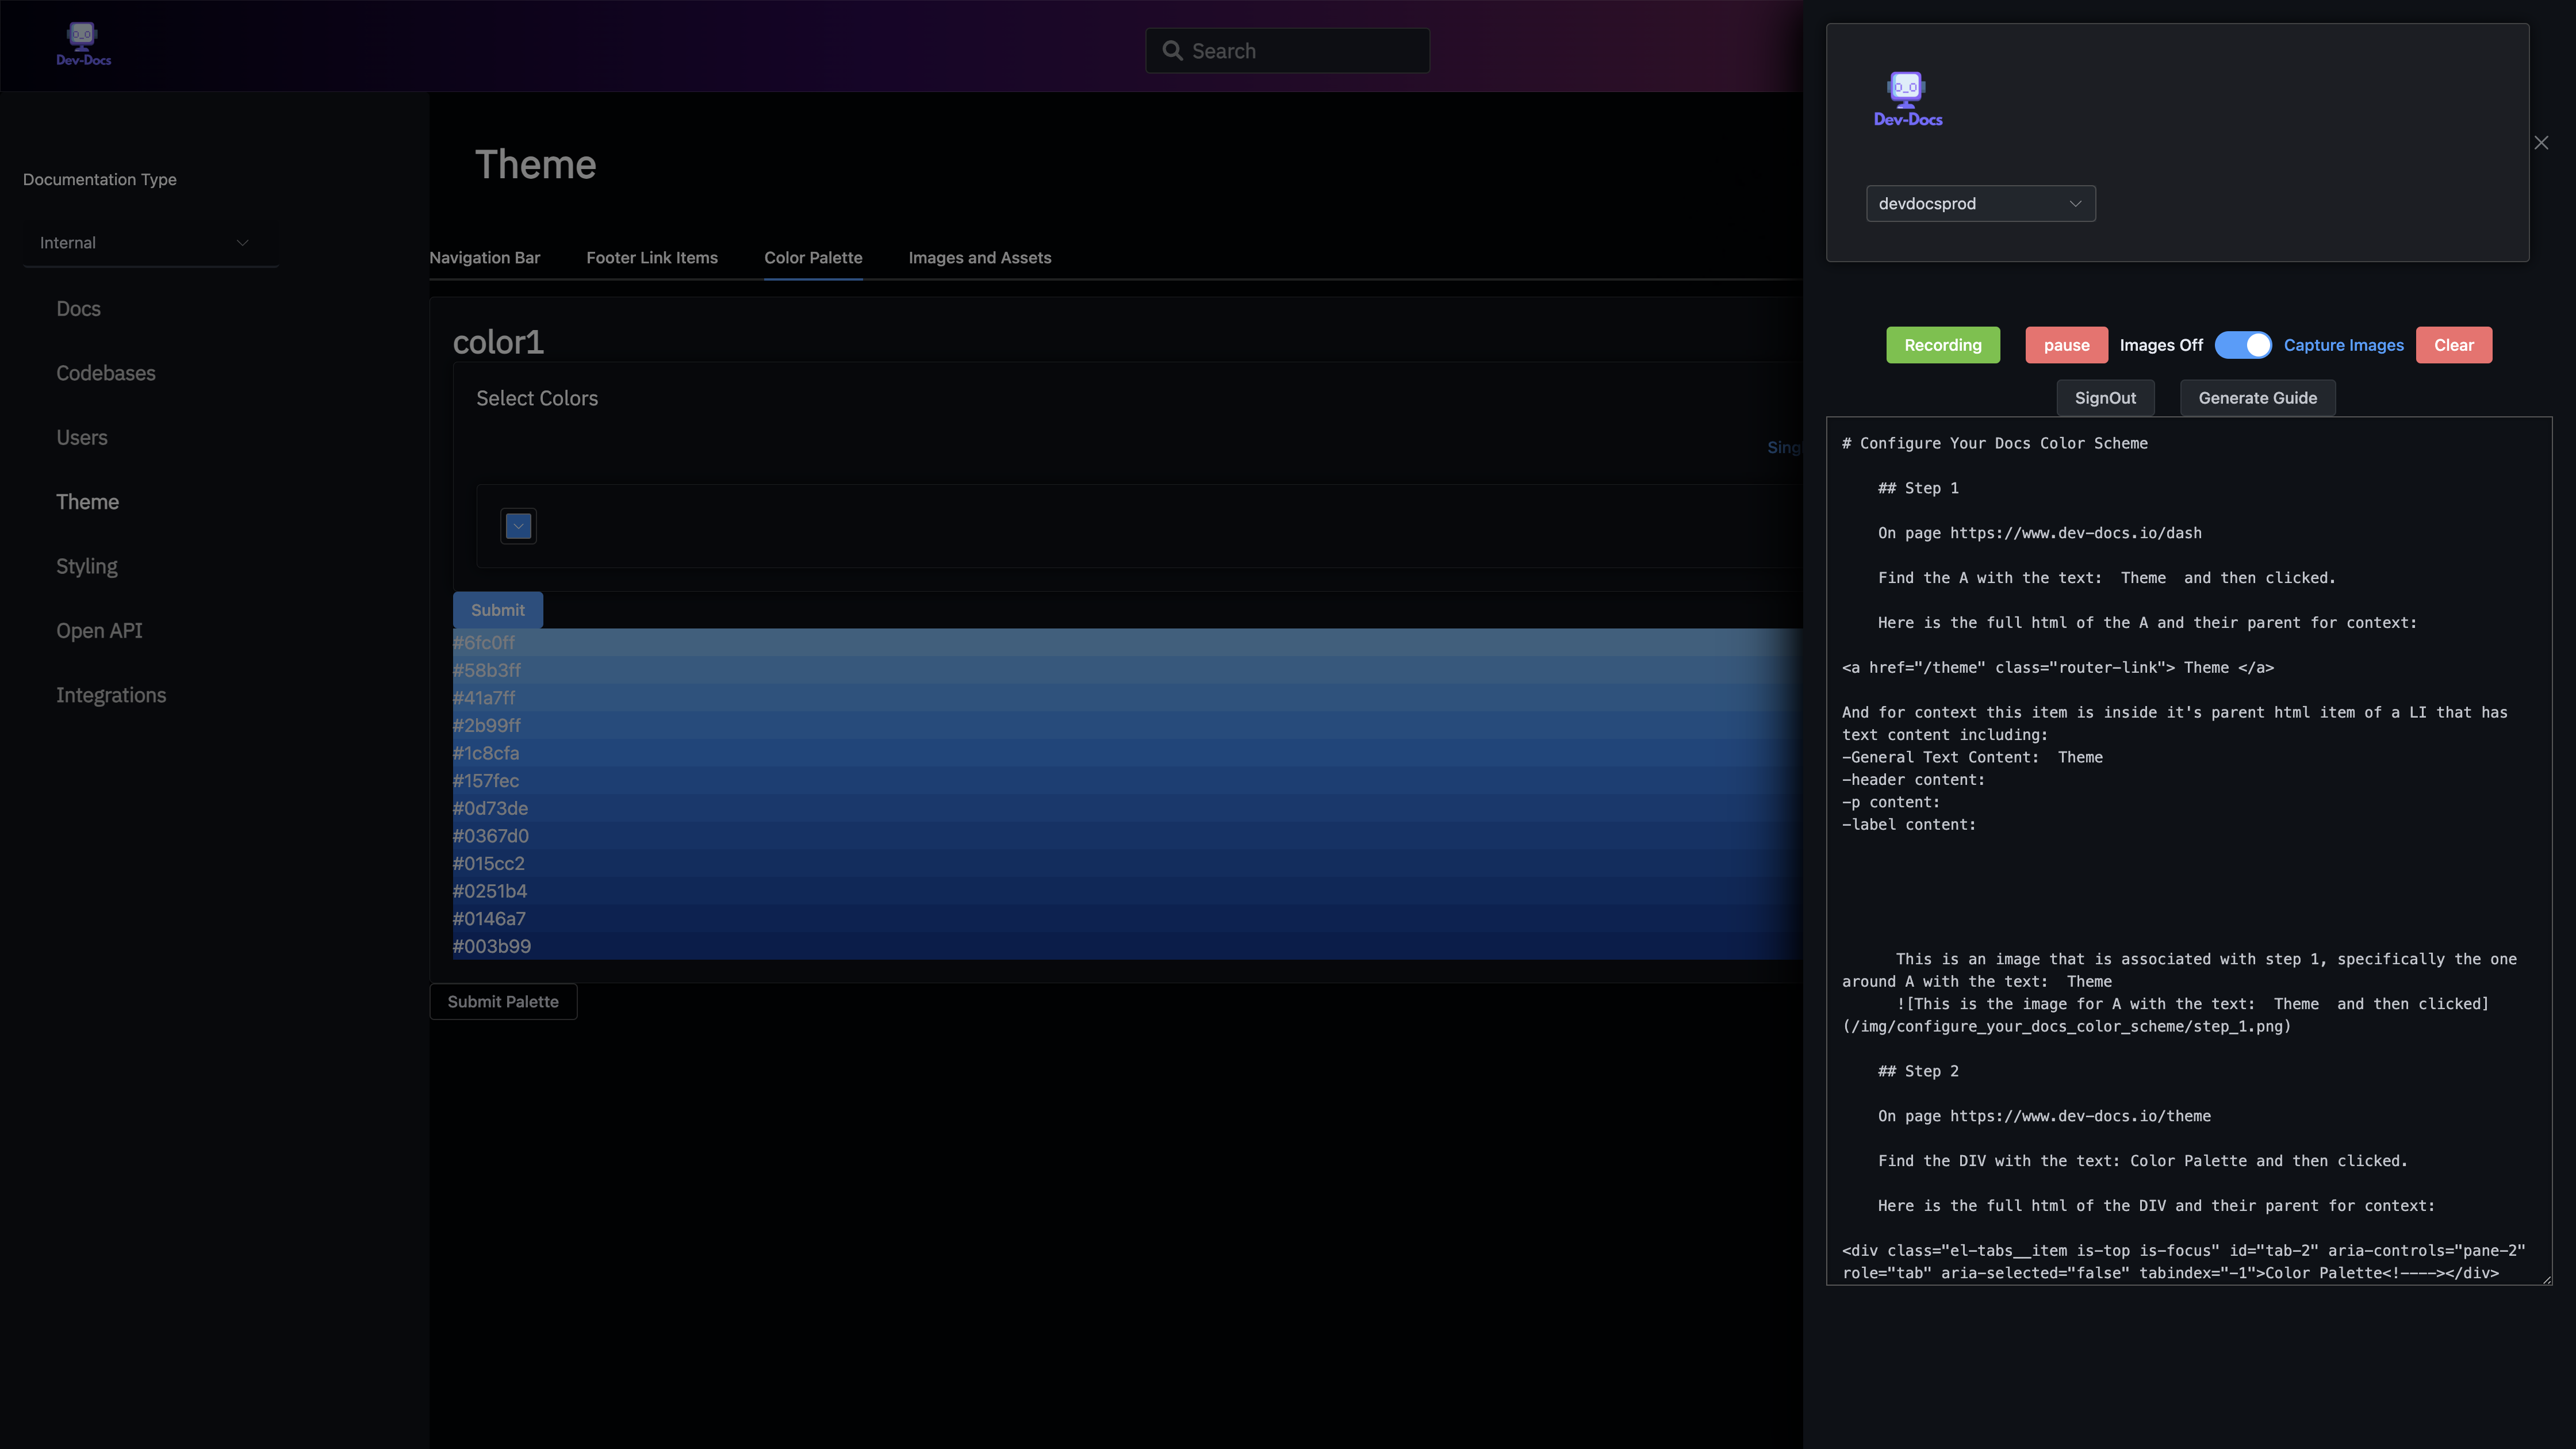 Dev-Docs
Search
Documentation Type
Internal
Docs
Codebases
Users
Theme
Styling
Open API
Integrations
Theme
Navigation Bar
Footer Link Items
Color Palette
Images and Assets
color1
Select Colors
Sing
Submit
#6fc0ff
#58b3ff
#41a7ff
#2b99ff
#1c8cfa
#157fec
#0d73de
#0367d0
#015cc2
#0251b4
#0146a7
#003b99
Submit Palette
Dev-Docs
devdocsprod
Recording
pause
Images Off
Capture Images
Clear
SignOut
Generate Guide
# Configure Your Docs Color Scheme
## Step 1
On page https://www.dev-docs.io/dash
Find the A with the text:  Theme  and then clicked.
Here is the full html of the A and their parent for context:
<a href="/theme" class="router-link"> Theme </a>
And for context this item is inside it's parent html item of a LI that has
text content including:
-General Text Content:  Theme
-header content:
-p content:
-label content:
This is an image that is associated with step 1, specifically the one
around A with the text:  Theme
![This is the image for A with the text:  Theme  and then clicked]
(/img/configure_your_docs_color_scheme/step_1.png)
## Step 2
On page https://www.dev-docs.io/theme
Find the DIV with the text: Color Palette and then clicked.
Here is the full html of the DIV and their parent for context:
<div class="el-tabs__item is-top is-focus" id="tab-2" aria-controls="pane-2"
role="tab" aria-selected="false" tabindex="-1">Color Palette<!----></div>